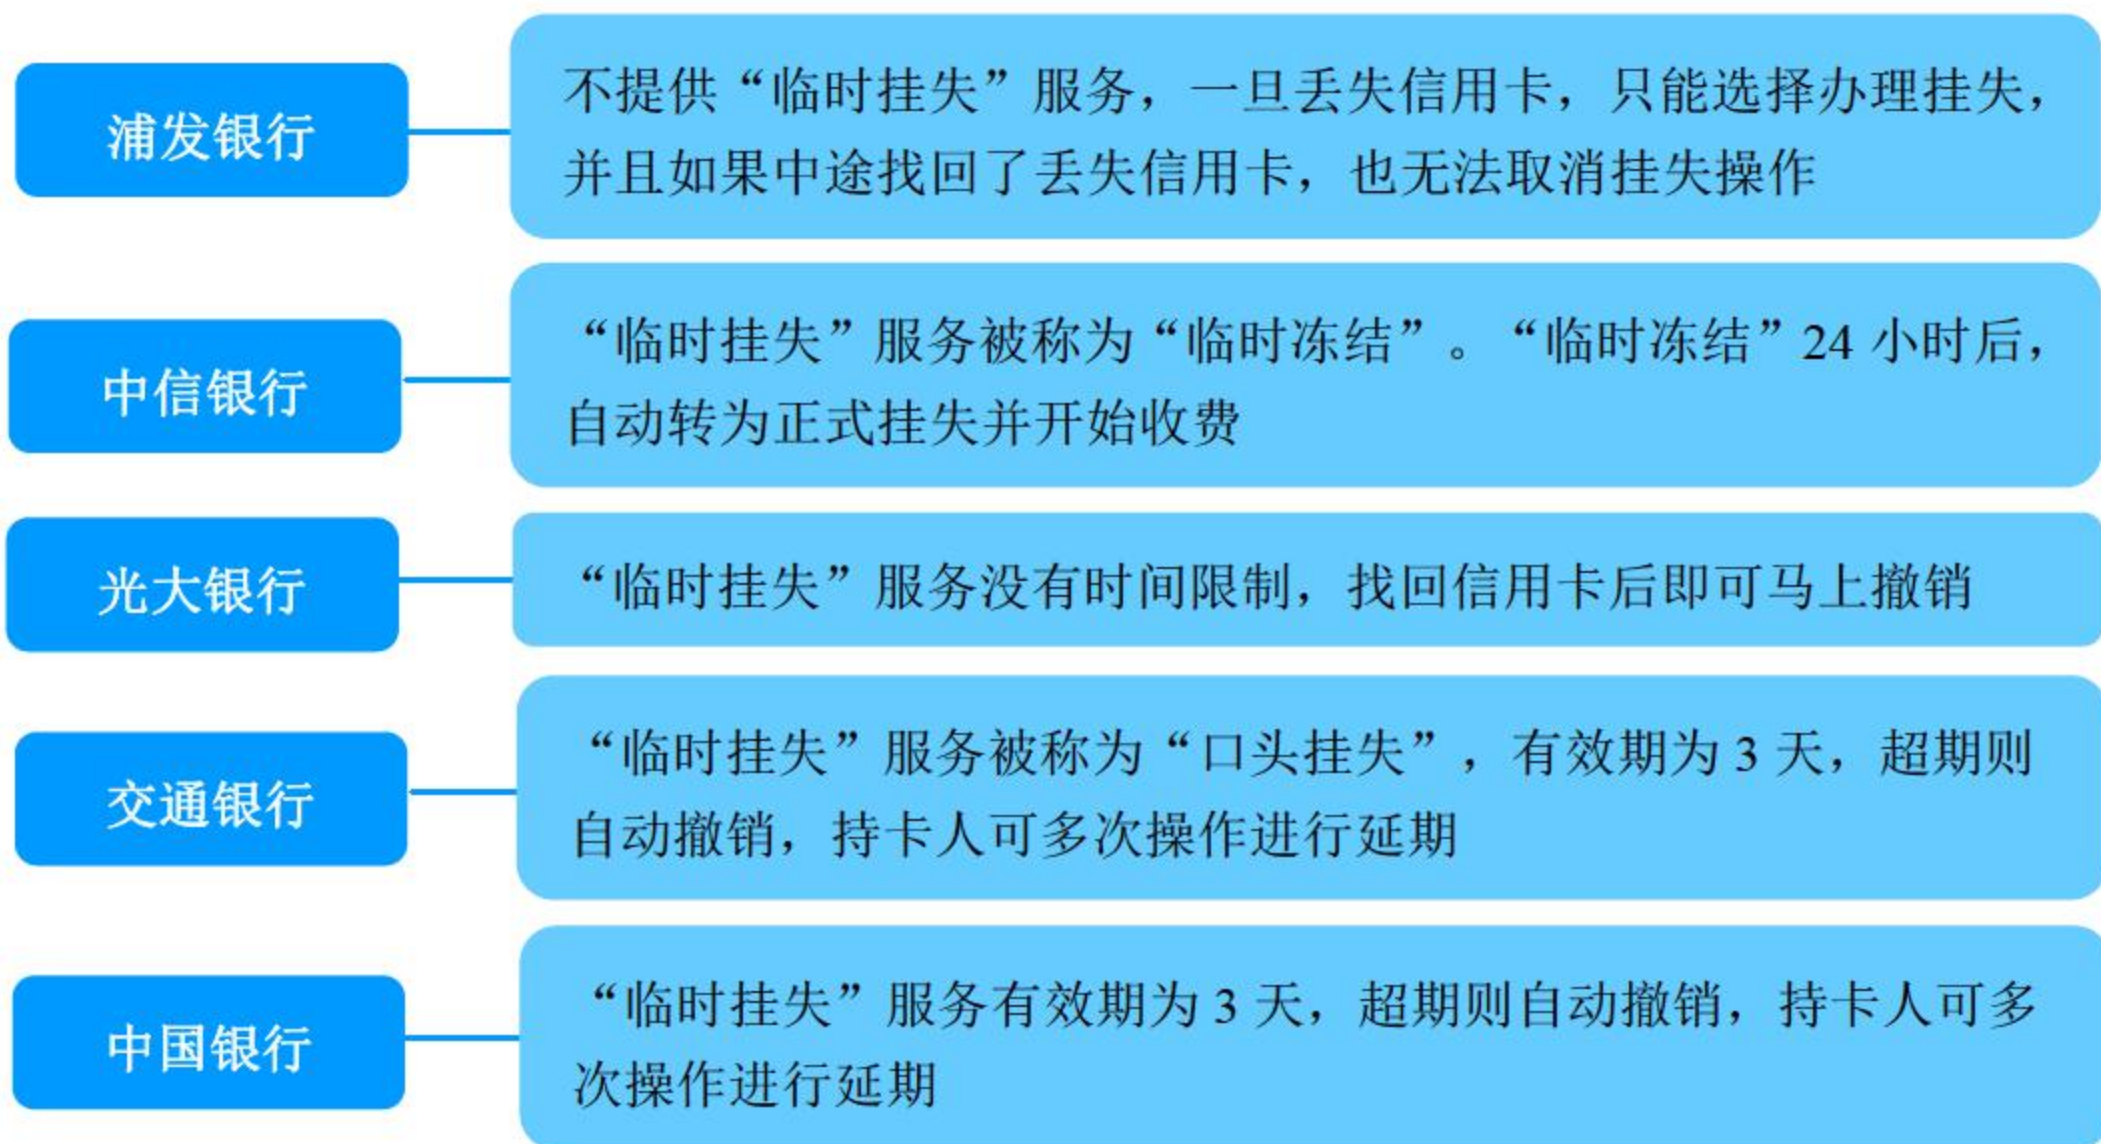 浦发银行
不提供“临时挂失”服务，一旦丢失信用卡，只能选择办理挂失，
并且如果中途找回了丢失信用卡，也无法取消挂失操作
中信银行
“临时挂失”服务被称为“临时冻结”。“临时冻结”24 小时后，
自动转为正式挂失并开始收费
光大银行
“临时挂失”服务没有时间限制，找回信用卡后即可马上撤销
交通银行
“临时挂失”服务被称为“口头挂失”，有效期为 3 天，超期则
自动撤销，持卡人可多次操作进行延期
中国银行
“临时挂失”服务有效期为 3 天，超期则自动撤销，持卡人可多
次操作进行延期